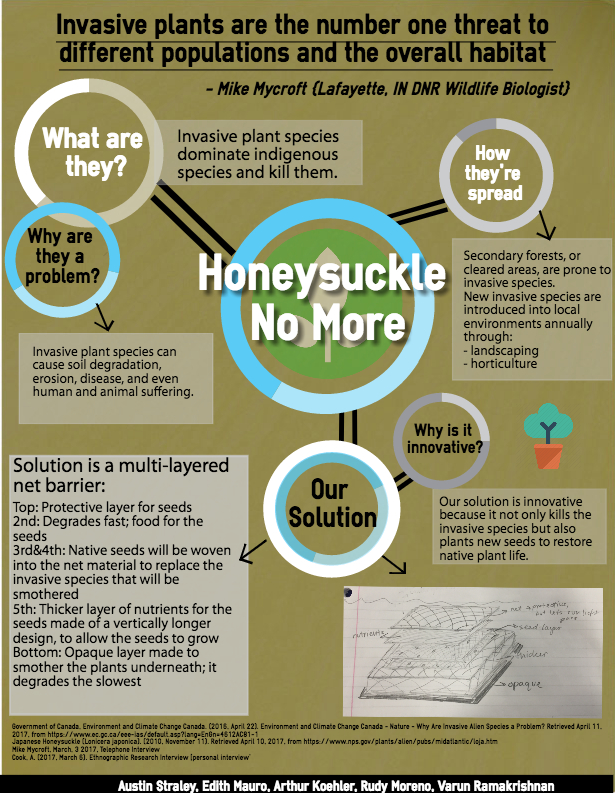 Invasive plants are the number one threat to
different populations and the overall habitat
- Mike Mycroft {Lafayette, IN DNR Wildlife Biologist}
What are
they?
Invasive plant species
dominate indigenous
species and kill them.
How
they're
spread
Why are
they a
problem?
Honeysuckle
No More
Secondary forests, or
cleared areas, are prone to
invasive species.
New invasive species are
introduced into local
environments annually
through:
- landscaping
- horticulture
Invasive plant species can
cause soil degradation,
erosion, disease, and even
human and animal suffering.
Why is it
innovative?
Our
Solution
Solution is a multi-layered
net barrier:
Top: Protective layer for seeds
2nd: Degrades fast; food for the
seeds
3rd&4th: Native seeds will be woven
into the net material to replace the
invasive species that will be
smothered
5th: Thicker layer of nutrients for the
seeds made of a vertically longer
design, to allow the seeds to grow
Bottom: Opaque layer made to
smother the plants underneath; it
degrades the slowest
Our solution is innovative
because it not only kills the
invasive species but also
plants new seeds to restore
native plant life.
net → protective,
but lets sunlight
nutrients
seed layer
thicker
opaque
Government of Canada, Environment and Climate Change Canada. (2016, April 22). Environment and Climate Change Canada - Nature - Why Are Invasive Alien Species a Problem? Retrieved April 11,
2017, from https://www.ec.gc.ca/eee-ias/default.asp?lang=En&n=4612AC81-1
Japanese Honeysuckle (Lonicera japonica). (2010, November 11). Retrieved April 10, 2017, from https://www.nps.gov/plants/alien/pubs/midatlantic/loja.htm
Mike Mycroft, March, 3 2017. Telephone Interview
Cook, A. (2017, March 6). Ethnographic Research Interview [personal interview]
Austin Straley, Edith Mauro, Arthur Koehler, Rudy Moreno, Varun Ramakrishnan